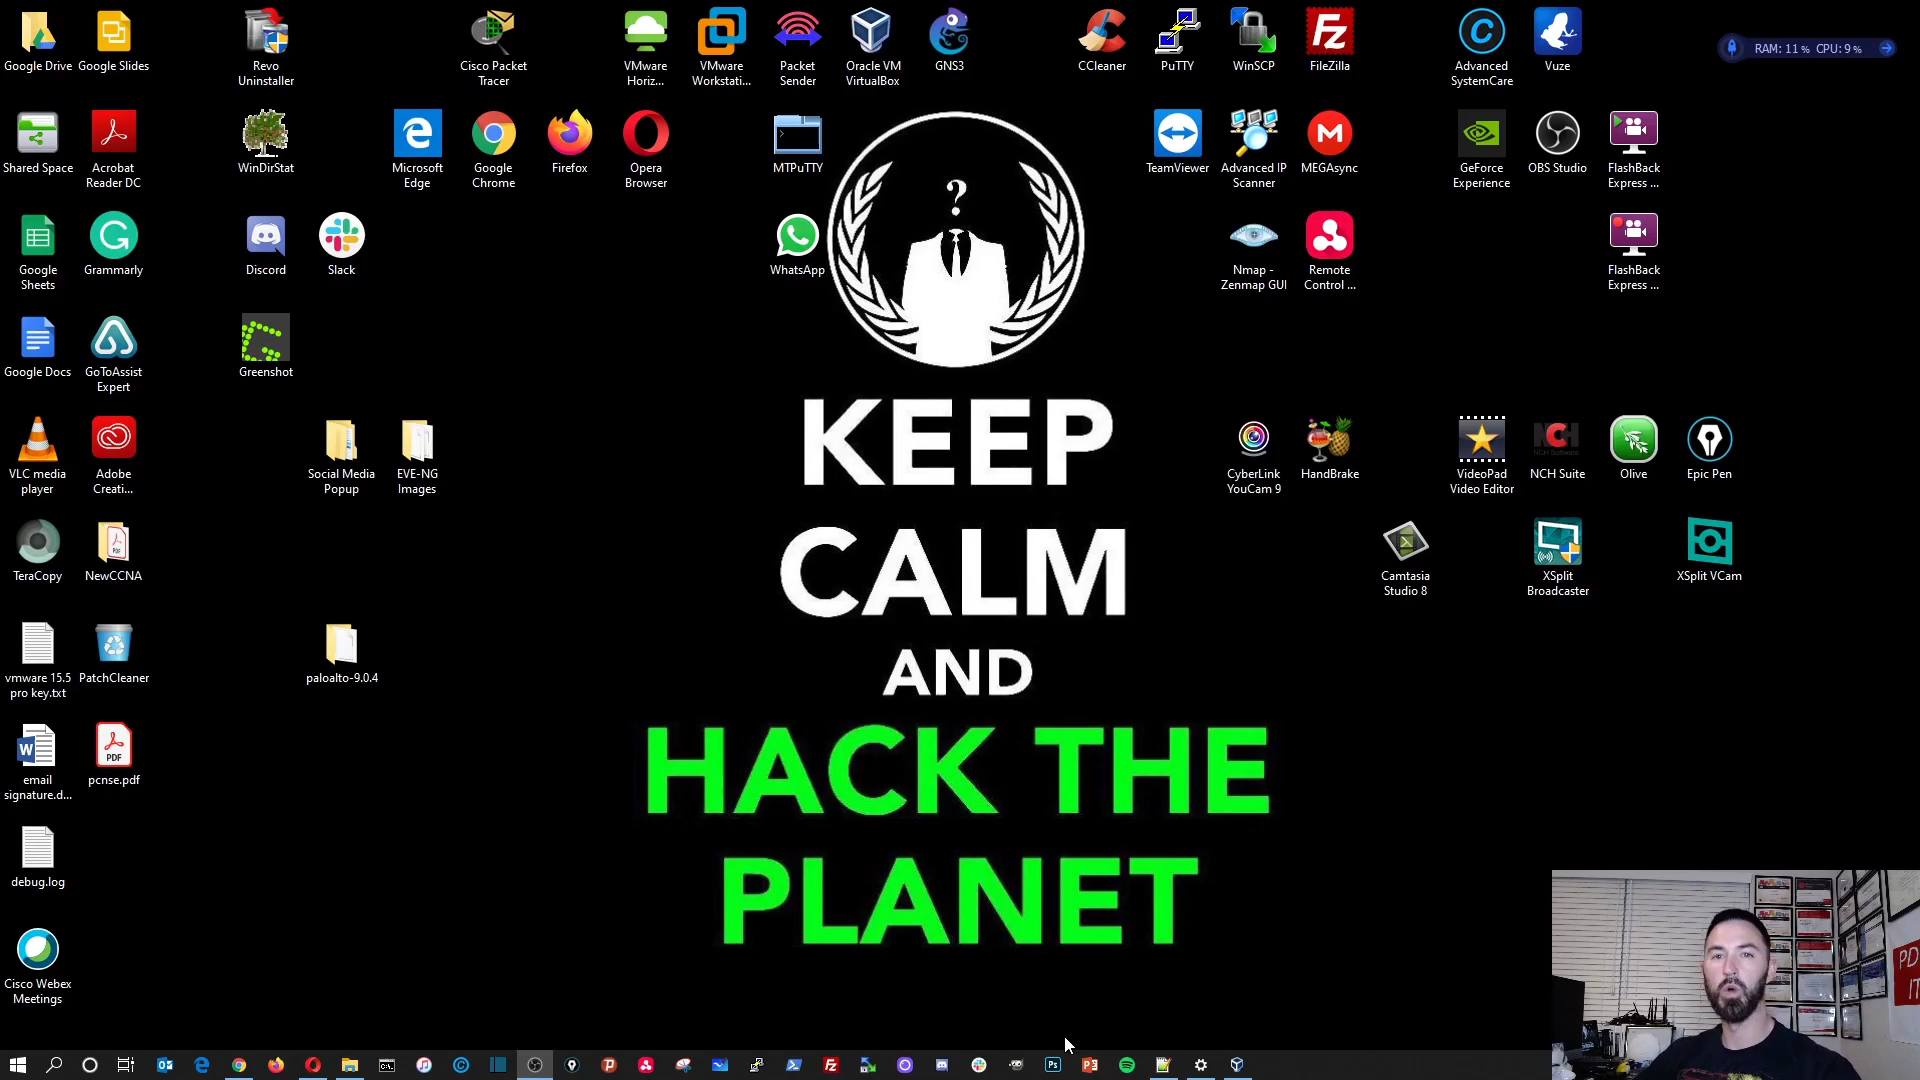 Google Drive
Google Slides
Revo
Uninstaller
Cisco Packet
Tracer
VMware
Horiz...
VMware
Workstati...
Packet
Sender
Oracle VM
VirtualBox
GNS3
CCleaner
PuTTY
WinSCP
FileZilla
Advanced
SystemCare
Vuze
RAM: 11% CPU: 9%
Shared Space
Acrobat
Reader DC
WinDirStat
Microsoft
Edge
Google
Chrome
Firefox
Opera
Browser
MTPuTTY
TeamViewer
Advanced IP
Scanner
MEGAsync
GeForce
Experience
OBS Studio
FlashBack
Express ...
Google
Sheets
Grammarly
Discord
Slack
WhatsApp
?
Nmap -
Zenmap GUI
Remote
Control ...
FlashBack
Express ...
Google Docs
GoToAssist
Expert
Greenshot
VLC media
player
Adobe
Creati...
Social Media
Popup
EVE-NG
Images
KEEP
CyberLink
YouCam 9
HandBrake
VideoPad
Video Editor
NCH
NCH Suite
Olive
Epic Pen
TeraCopy
PDF
NewCCNA
CALM
Camtasia
Studio 8
XSplit
Broadcaster
XSplit VCam
vmware 15.5
pro key.txt
PatchCleaner
paloalto-9.0.4
AND
email
signature.d...
PDF
pcnse.pdf
HACK THE
debug.log
PLANET
Cisco Webex
Meetings